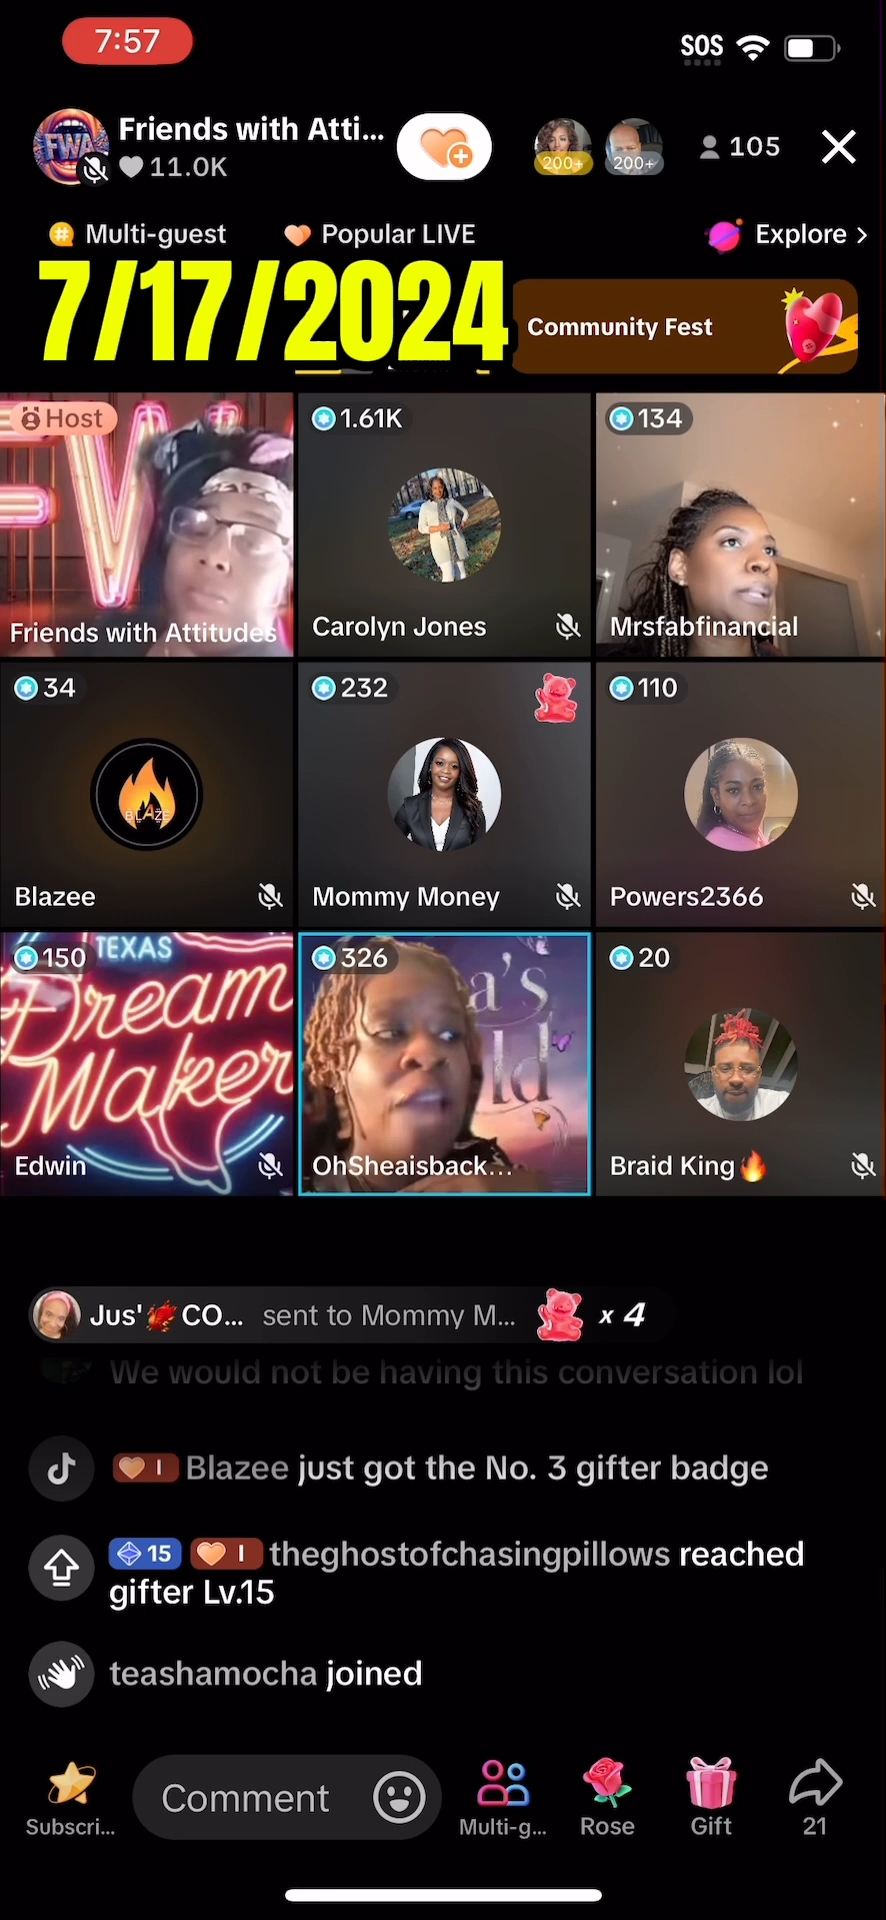 7:57
SOS
FWA
Friends with Atti...
11.0K
200+
200+
105
Multi-guest
Popular LIVE
Explore >
7/17/2024
Community Fest
Host
Friends with Attitudes
1.61K
Carolyn Jones
134
Mrsfabfinancial
34
BLAZE
Blazee
232
Mommy Money
110
Powers2366
150
TEXAS
Dream
Maker
Edwin
326
a's
ld
OhSheaisback...
20
Braid King🔥
Jus' CO... sent to Mommy M... x 4
We would not be having this conversation lol
I Blazee just got the No. 3 gifter badge
15 I theghostofchasingpillows reached
gifter Lv.15
teashamocha joined
Subscri...
Comment
Multi-g...
Rose
Gift
21